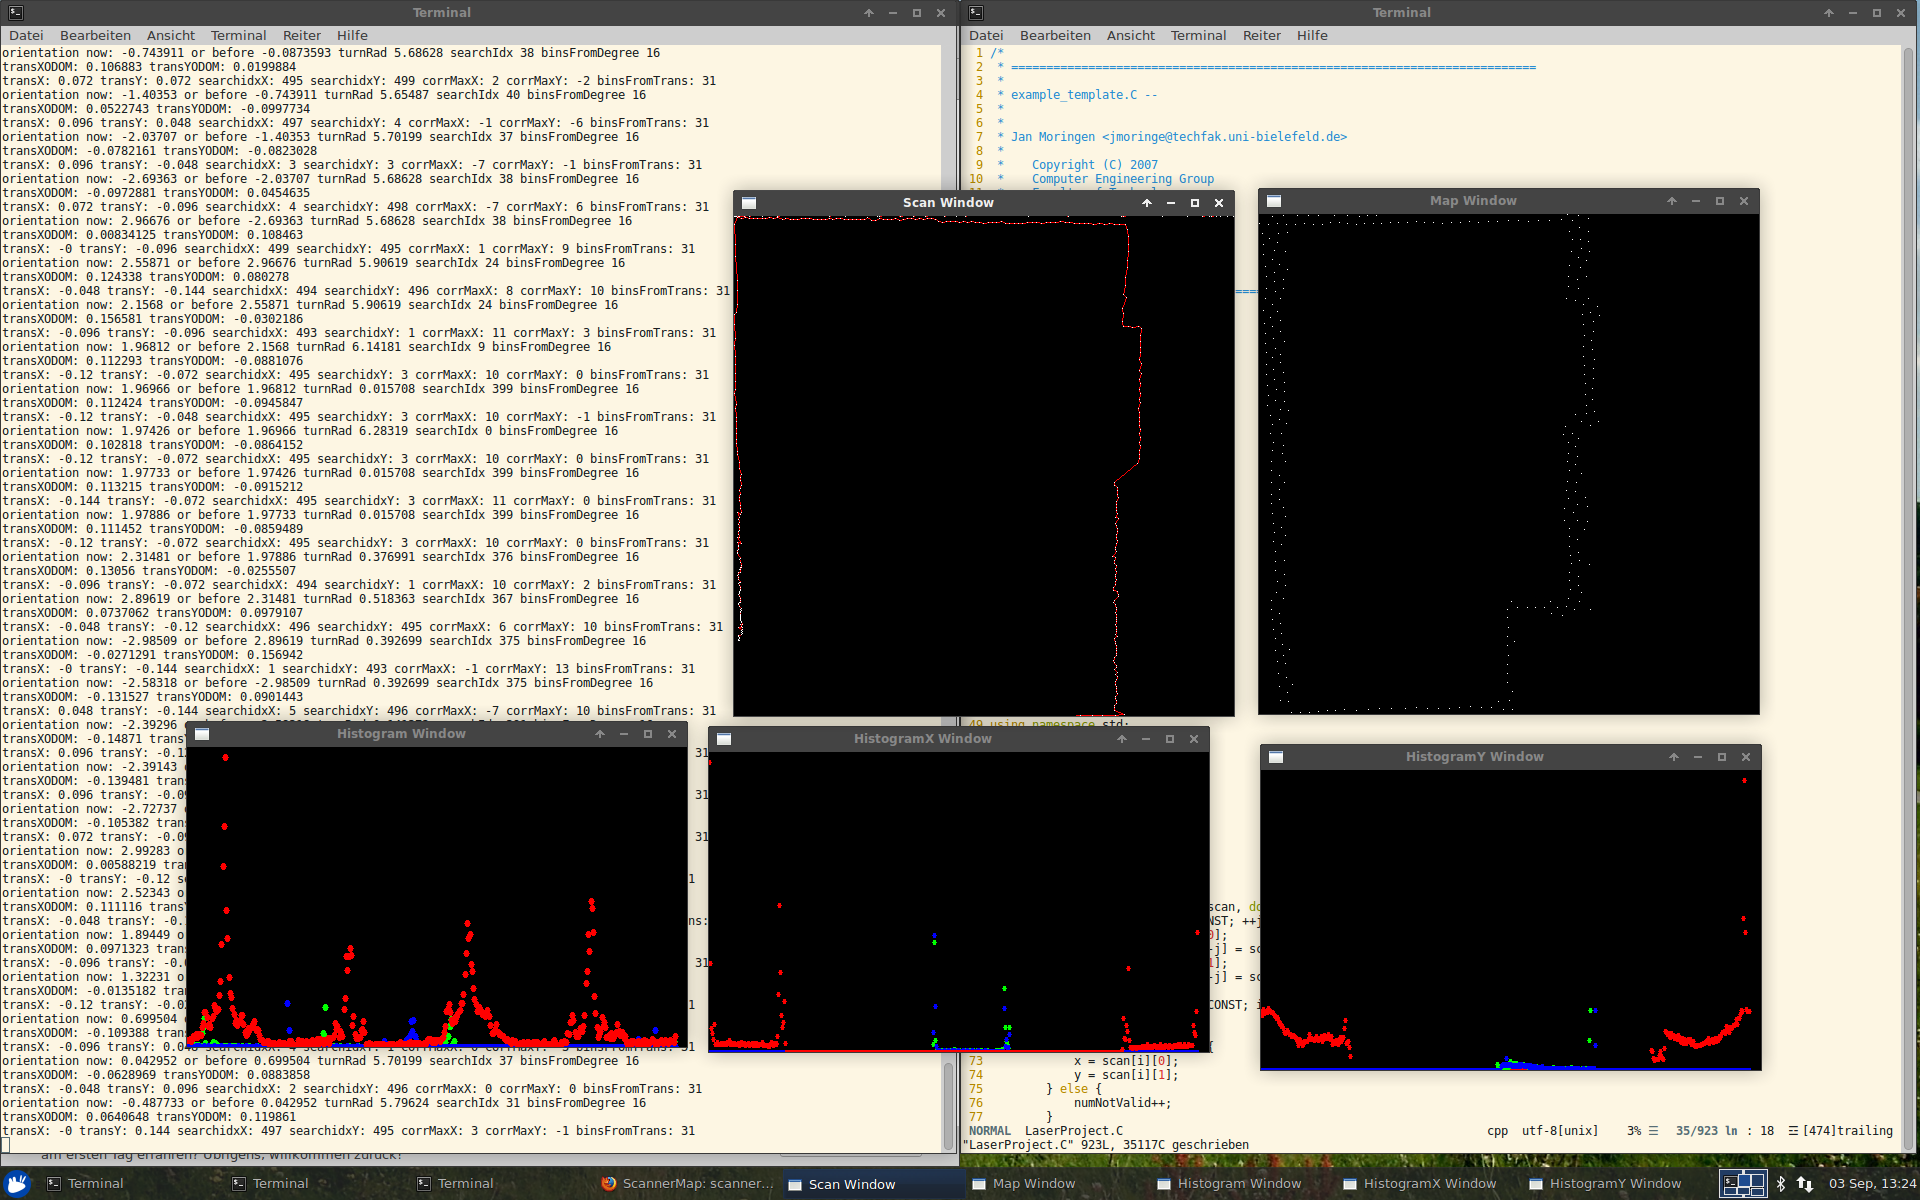 Terminal
Datei Bearbeiten Ansicht Terminal Reiter Hilfe
orientation now: -0.743911 or before -0.0873593 turnRad 5.68628 searchIdx 38 binsFromDegree 16
transXODOM: 0.106883 transYODOM: 0.0199884
transX: 0.072 transY: 0.072 searchidxX: 495 searchidxY: 499 corrMaxX: 2 corrMaxY: -2 binsFromTrans: 31
orientation now: -1.40353 or before -0.743911 turnRad 5.65487 searchIdx 40 binsFromDegree 16
transXODOM: 0.0522743 transYODOM: -0.0997734
transX: 0.096 transY: 0.048 searchidxX: 497 searchidxY: 4 corrMaxX: -1 corrMaxY: -6 binsFromTrans: 31
orientation now: -2.03707 or before -1.40353 turnRad 5.70199 searchIdx 37 binsFromDegree 16
transXODOM: -0.0782161 transYODOM: -0.0823028
transX: 0.096 transY: -0.048 searchidxX: 3 searchidxY: 3 corrMaxX: -7 corrMaxY: -1 binsFromTrans: 31
orientation now: -2.69363 or before -2.03707 turnRad 5.68628 searchIdx 38 binsFromDegree 16
transXODOM: -0.0972881 transYODOM: 0.0454635
transX: 0.072 transY: -0.096 searchidxX: 4 searchidxY: 498 corrMaxX: -7 corrMaxY: 6 binsFromTrans: 31
orientation now: 2.96676 or before -2.69363 turnRad 5.68628 searchIdx 38 binsFromDegree 16
transXODOM: 0.00834125 transYODOM: 0.108463
transX: -0 transY: -0.096 searchidxX: 499 searchidxY: 495 corrMaxX: 1 corrMaxY: 9 binsFromTrans: 31
orientation now: 2.55871 or before 2.96676 turnRad 5.90619 searchIdx 24 binsFromDegree 16
transXODOM: 0.124338 transYODOM: 0.080278
transX: -0.048 transY: -0.144 searchidxX: 494 searchidxY: 496 corrMaxX: 8 corrMaxY: 10 binsFromTrans: 31
orientation now: 2.1568 or before 2.55871 turnRad 5.90619 searchIdx 24 binsFromDegree 16
transXODOM: 0.156581 transYODOM: -0.0302186
transX: -0.096 transY: -0.096 searchidxX: 493 searchidxY: 1 corrMaxX: 11 corrMaxY: 3 binsFromTrans: 31
orientation now: 1.96812 or before 2.1568 turnRad 6.14181 searchIdx 9 binsFromDegree 16
transXODOM: 0.112293 transYODOM: -0.0881076
transX: -0.12 transY: -0.072 searchidxX: 495 searchidxY: 3 corrMaxX: 10 corrMaxY: 0 binsFromTrans: 31
orientation now: 1.96966 or before 1.96812 turnRad 0.015708 searchIdx 399 binsFromDegree 16
transXODOM: 0.112424 transYODOM: -0.0945847
transX: -0.12 transY: -0.048 searchidxX: 495 searchidxY: 3 corrMaxX: 10 corrMaxY: -1 binsFromTrans: 31
orientation now: 1.97426 or before 1.96966 turnRad 6.28319 searchIdx 0 binsFromDegree 16
transXODOM: 0.102818 transYODOM: -0.0864152
transX: -0.12 transY: -0.072 searchidxX: 495 searchidxY: 3 corrMaxX: 10 corrMaxY: 0 binsFromTrans: 31
orientation now: 1.97733 or before 1.97426 turnRad 0.015708 searchIdx 399 binsFromDegree 16
transXODOM: 0.113215 transYODOM: -0.0915212
transX: -0.144 transY: -0.072 searchidxX: 495 searchidxY: 3 corrMaxX: 11 corrMaxY: 0 binsFromTrans: 31
orientation now: 1.97886 or before 1.97733 turnRad 0.015708 searchIdx 399 binsFromDegree 16
transXODOM: 0.111452 transYODOM: -0.0859489
transX: -0.12 transY: -0.072 searchidxX: 495 searchidxY: 3 corrMaxX: 10 corrMaxY: 0 binsFromTrans: 31
orientation now: 2.31481 or before 1.97886 turnRad 0.376991 searchIdx 376 binsFromDegree 16
transXODOM: 0.13056 transYODOM: -0.0255507
transX: -0.096 transY: -0.072 searchidxX: 494 searchidxY: 1 corrMaxX: 10 corrMaxY: 2 binsFromTrans: 31
orientation now: 2.89619 or before 2.31481 turnRad 0.518363 searchIdx 367 binsFromDegree 16
transXODOM: 0.0737062 transYODOM: 0.0979107
transX: -0.048 transY: -0.12 searchidxX: 496 searchidxY: 495 corrMaxX: 6 corrMaxY: 10 binsFromTrans: 31
orientation now: -2.98509 or before 2.89619 turnRad 0.392699 searchIdx 375 binsFromDegree 16
transXODOM: -0.0271291 transYODOM: 0.156942
transX: -0 transY: -0.144 searchidxX: 1 searchidxY: 493 corrMaxX: -1 corrMaxY: 13 binsFromTrans: 31
orientation now: -2.58318 or before -2.98509 turnRad 0.392699 searchIdx 375 binsFromDegree 16
transXODOM: -0.131527 transYODOM: 0.0901443
transX: 0.048 transY: -0.144 searchidxX: 5 searchidxY: 496 corrMaxX: -7 corrMaxY: 10 binsFromTrans: 31
orientation now: -2.39296
transXODOM: -0.14871 trans
transX: 0.096 transY: -0.1 31
orientation now: -2.39143
transXODOM: -0.139481 trans
transX: 0.096 transY: -0.0 31
orientation now: -2.72737
transXODOM: -0.105382 trans
transX: 0.072 transY: -0.0 31
orientation now: 2.99283 o
transXODOM: 0.00588219 tra
transX: -0 transY: -0.12 s 1
orientation now: 2.52343 o
transXODOM: 0.111116 trans
transX: -0.048 transY: -0. ns:
orientation now: 1.89449 o
transXODOM: 0.0971323 tran
transX: -0.096 transY: -0. 31
orientation now: 1.32231 o
transXODOM: -0.0135182 tra
transX: -0.12 transY: -0.0 1
orientation now: 0.699504 o
transXODOM: -0.109388 trans
transX: -0.096 transY: 0.04 31
orientation now: 0.042952 or before 0.699504 turnRad 5.70199 searchIdx 37 binsFromDegree 16
transXODOM: -0.0628969 transYODOM: 0.0883858
transX: -0.048 transY: 0.096 searchidxX: 2 searchidxY: 496 corrMaxX: 0 corrMaxY: 0 binsFromTrans: 31
orientation now: -0.487733 or before 0.042952 turnRad 5.79624 searchIdx 31 binsFromDegree 16
transXODOM: 0.0640648 transYODOM: 0.119861
transX: -0 transY: 0.144 searchidxX: 497 searchidxY: 495 corrMaxX: 3 corrMaxY: -1 binsFromTrans: 31
am ersten Tag erfahren? Übrigens, willkommen zurück!
Terminal
Datei Bearbeiten Ansicht Terminal Reiter Hilfe
1 /*
2 * ===========================================================================
3 *
4 * example_template.C --
5 *
6 *
7 * Jan Moringen <jmoringe@techfak.uni-bielefeld.de>
8 *
9 * Copyright (C) 2007
10 * Computer Engineering Group
Scan Window
Map Window
49 using namespace std;
Histogram Window
HistogramX Window
HistogramY Window
scan, do
NST; ++j
0];
-j] = sc
1];
-j] = sc
CONST; i
{
73 x = scan[i][0];
74 y = scan[i][1];
75 } else {
76 numNotValid++;
77 }
NORMAL LaserProject.C cpp utf-8[unix] 3% ☰ 35/923 ln : 18 ☲ [474]trailing
"LaserProject.C" 923L, 35117C geschrieben
Terminal Terminal Terminal ScannerMap: scanner... Scan Window Map Window Histogram Window HistogramX Window HistogramY Window 03 Sep, 13:24